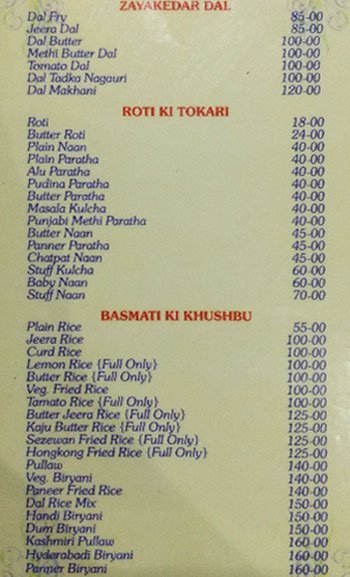 ZAYAKEDAR DAL
Dal Fry 85-00
Jeera Dal 85-00
Dal Butter 100-00
Methi Butter Dal 100-00
Tomato Dal 100-00
Dal Tadka Nagauri 100-00
Dal Makhani 120-00
ROTI KI TOKARI
Roti 18-00
Butter Roti 24-00
Plain Naan 40-00
Plain Paratha 40-00
Alu Paratha 40-00
Pudina Paratha 40-00
Butter Paratha 40-00
Masala Kulcha 40-00
Punjabi Methi Paratha 40-00
Butter Naan 45-00
Panner Paratha 45-00
Chatpat Naan 45-00
Stuff Kulcha 60-00
Baby Naan 60-00
Stuff Naan 70-00
BASMATI KI KHUSHBU
Plain Rice 55-00
Jeera Rice 100-00
Curd Rice 100-00
Lemon Rice {Full Only} 100-00
Butter Rice {Full Only} 100-00
Veg. Fried Rice 100-00
Tamato Rice {Full Only} 100-00
Butter Jeera Rice {Full Only} 125-00
Kaju Butter Rice {Full Only} 125-00
Sezewan Fried Rice {Full Only} 125-00
Hongkong Fried Rice {Full Only} 125-00
Pullaw 140-00
Veg. Biryani 140-00
Paneer Fried Rice 140-00
Dal Rice Mix 150-00
Handi Biryani 150-00
Dum Biryani 150-00
Kashmiri Pullaw 160-00
Hyderabadi Biryani 160-00
Panner Biryani 160-00